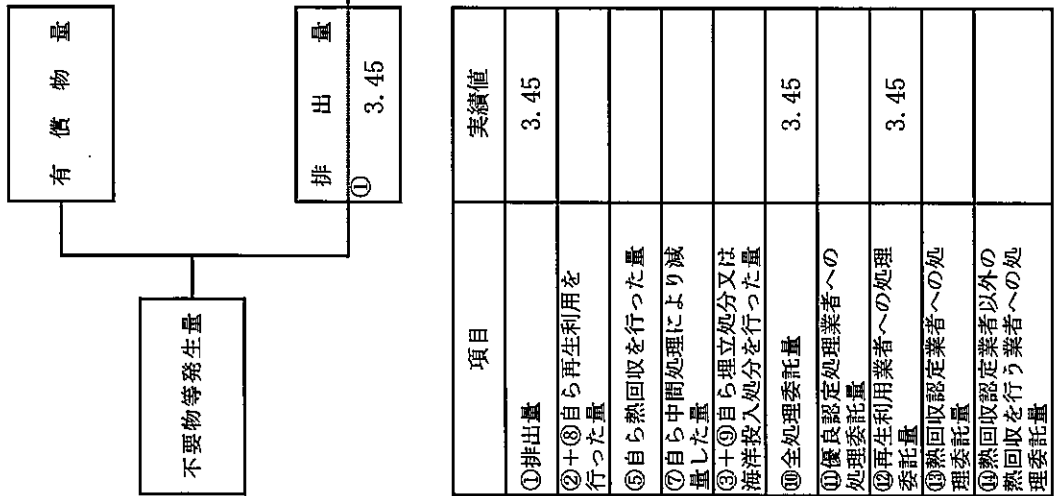 不要物等発生量
有償物量
排出量
①
3.45
項目
実績値
①排出量
3.45
②+⑧自ら再生利用を
行った量
⑤自ら熱回収を行った量
⑦自ら中間処理により減
量した量
③+⑨自ら埋立処分又は
海洋投入処分を行った量
⑩全処理委託量
3.45
⑪優良認定処理業者への
処理委託量
⑫再生利用業者への処理
委託量
3.45
⑬熱回収認定業者への処
理委託量
⑭熱回収認定業者以外の
熱回収を行う業者への処
理委託量